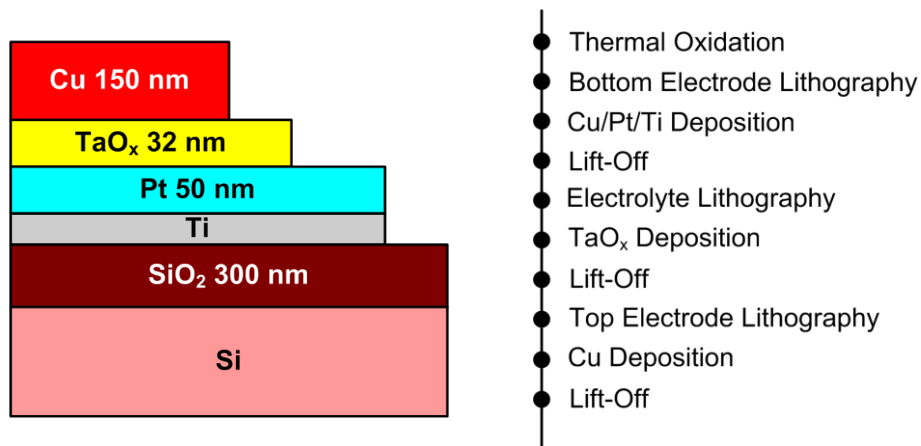 Cu 150 nm
TaOₓ 32 nm
Pt 50 nm
Ti
SiO₂ 300 nm
Si
Thermal Oxidation
Bottom Electrode Lithography
Cu/Pt/Ti Deposition
Lift-Off
Electrolyte Lithography
TaOₓ Deposition
Lift-Off
Top Electrode Lithography
Cu Deposition
Lift-Off